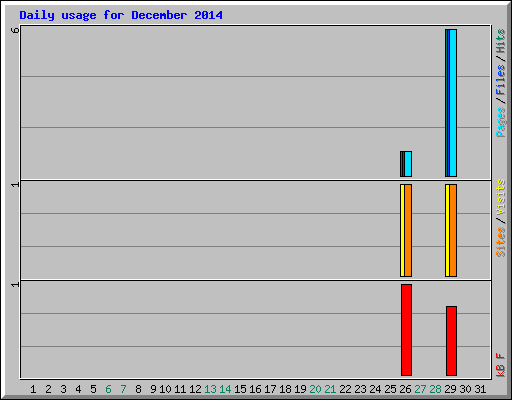 Daily usage for December 2014
6
1
1
Pages / Files / Hits
Sites / Visits
kB F
1 2 3 4 5 6 7 8 9 10 11 12 13 14 15 16 17 18 19 20 21 22 23 24 25 26 27 28 29 30 31